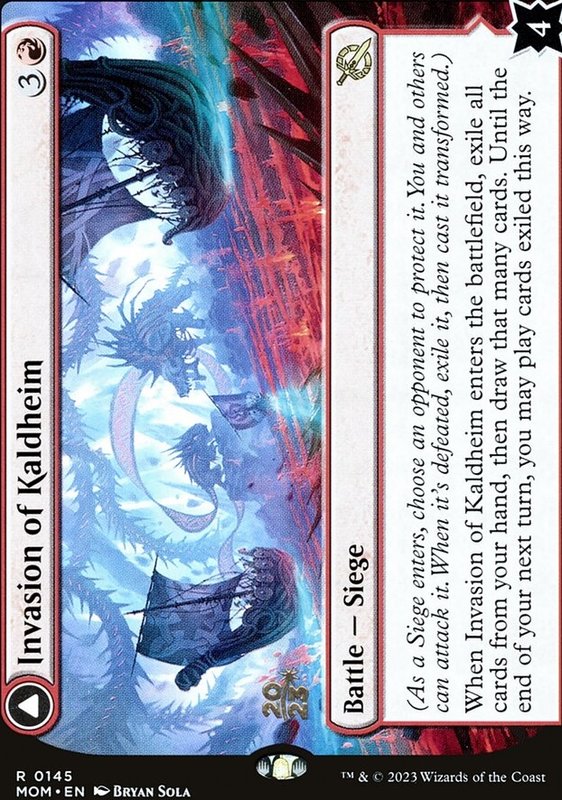 Invasion of Kaldheim
3
2023
Battle — Siege
(As a Siege enters, choose an opponent to protect it. You and others
can attack it. When it's defeated, exile it, then cast it transformed.)
When Invasion of Kaldheim enters the battlefield, exile all
cards from your hand, then draw that many cards. Until the
end of your next turn, you may play cards exiled this way.
4
R 0145
MOM • EN Bryan Sola
™ & © 2023 Wizards of the Coast